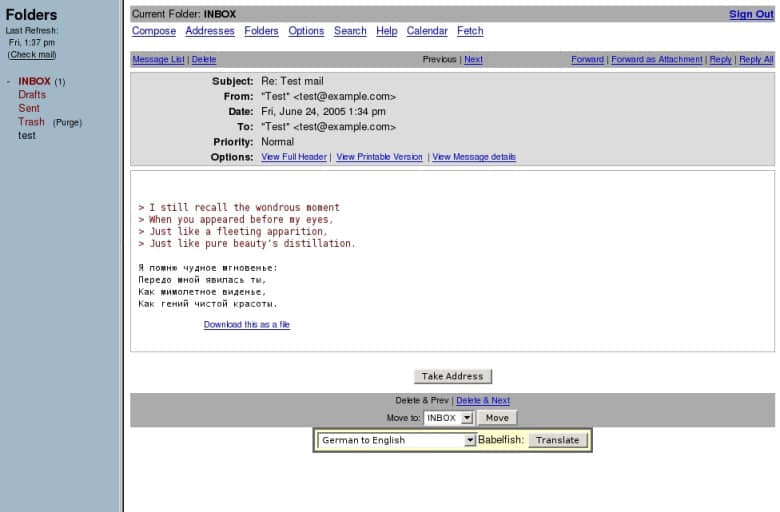 Folders
Last Refresh:
Fri, 1:37 pm
(Check mail)
- INBOX (1)
Drafts
Sent
Trash (Purge)
test
Current Folder: INBOX
Sign Out
Compose Addresses Folders Options Search Help Calendar Fetch
Message List | Delete
Previous | Next
Forward | Forward as Attachment | Reply | Reply All
Subject: Re: Test mail
From: "Test" <test@example.com>
Date: Fri, June 24, 2005 1:34 pm
To: "Test" <test@example.com>
Priority: Normal
Options: View Full Header | View Printable Version | View Message details
> I still recall the wondrous moment
> When you appeared before my eyes,
> Just like a fleeting apparition,
> Just like pure beauty's distillation.
Я помню чудное мгновенье:
Передо мной явилась ты,
Как мимолетное виденье,
Как гений чистой красоты.
Download this as a file
Take Address
Delete & Prev | Delete & Next
Move to: INBOX Move
German to English Babelfish: Translate